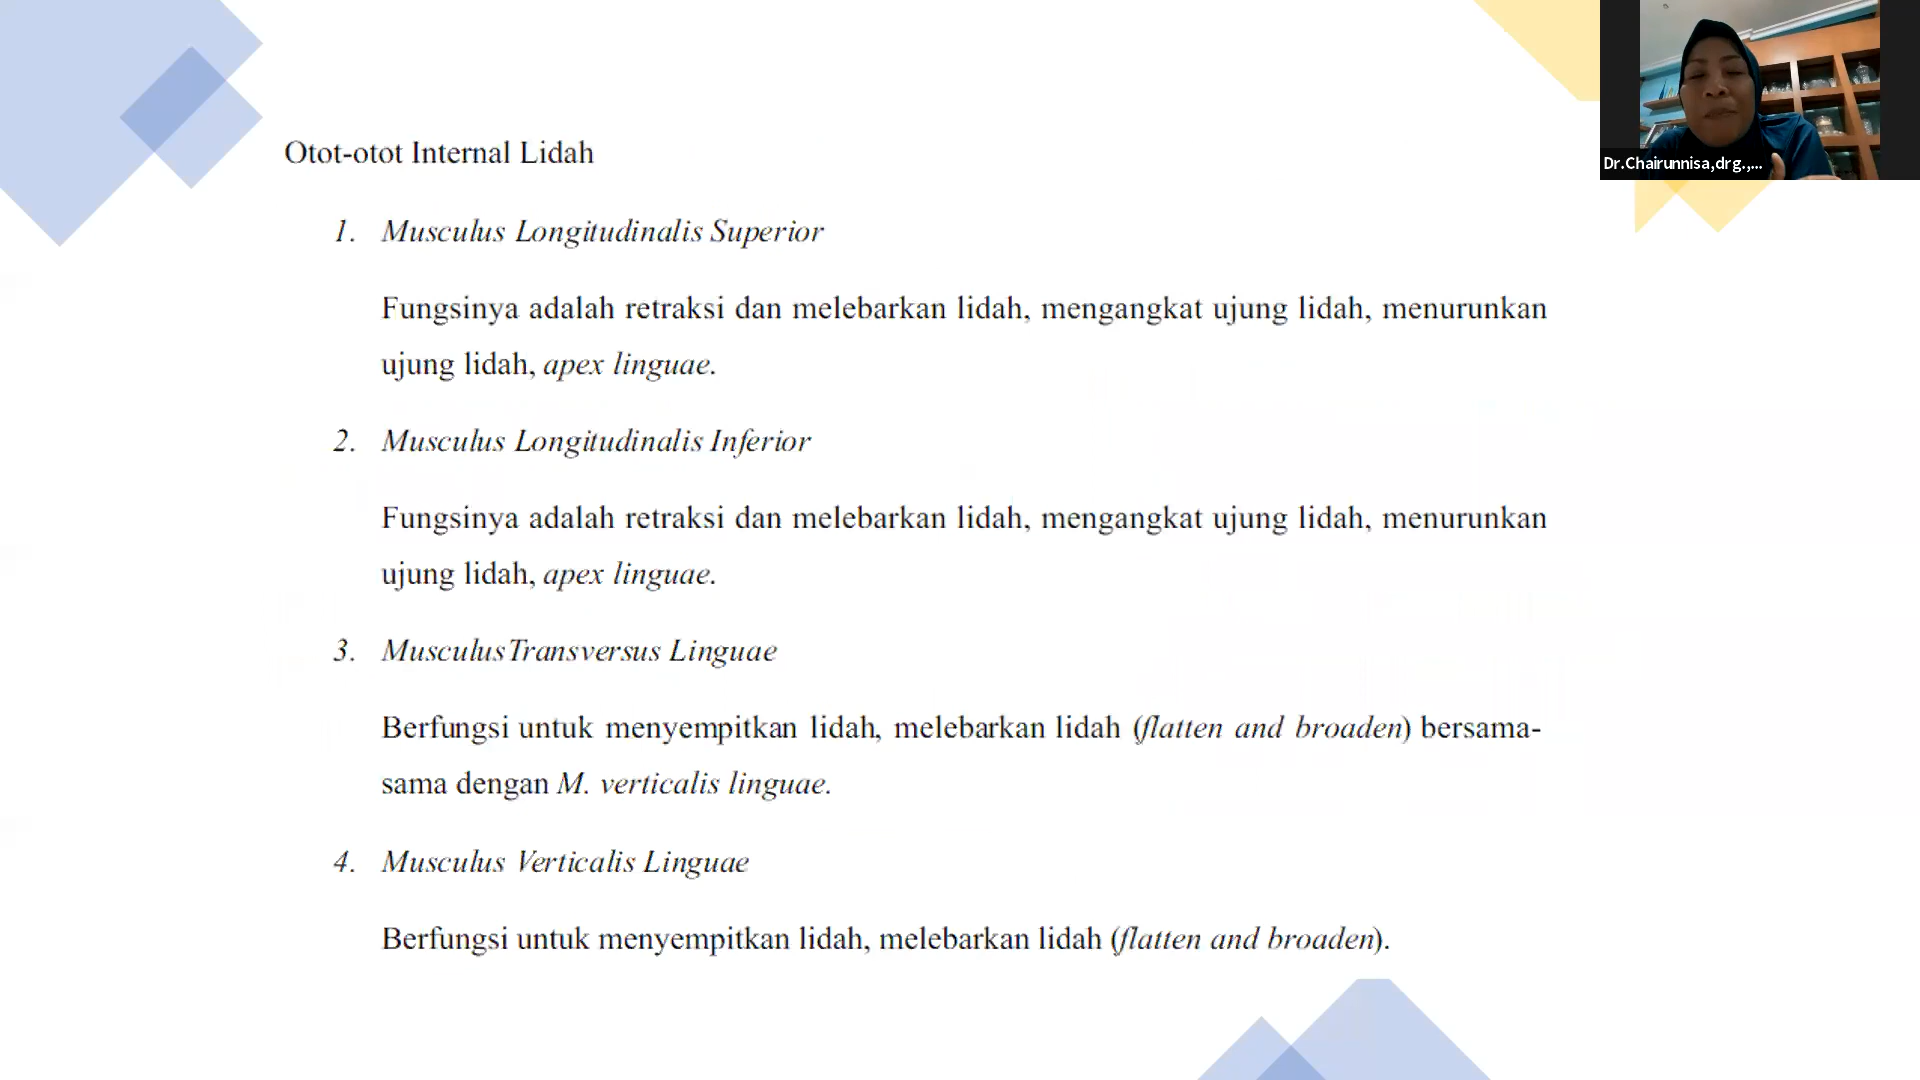 Otot-otot Internal Lidah
1. Musculus Longitudinalis Superior
Fungsinya adalah retraksi dan melebarkan lidah, mengangkat ujung lidah, menurunkan
ujung lidah, apex linguae.
2. Musculus Longitudinalis Inferior
Fungsinya adalah retraksi dan melebarkan lidah, mengangkat ujung lidah, menurunkan
ujung lidah, apex linguae.
3. Musculus Transversus Linguae
Berfungsi untuk menyempitkan lidah, melebarkan lidah (flatten and broaden) bersama-
sama dengan M. verticalis linguae.
4. Musculus Verticalis Linguae
Berfungsi untuk menyempitkan lidah, melebarkan lidah (flatten and broaden).
Dr.Chairunnisa,drg.,...